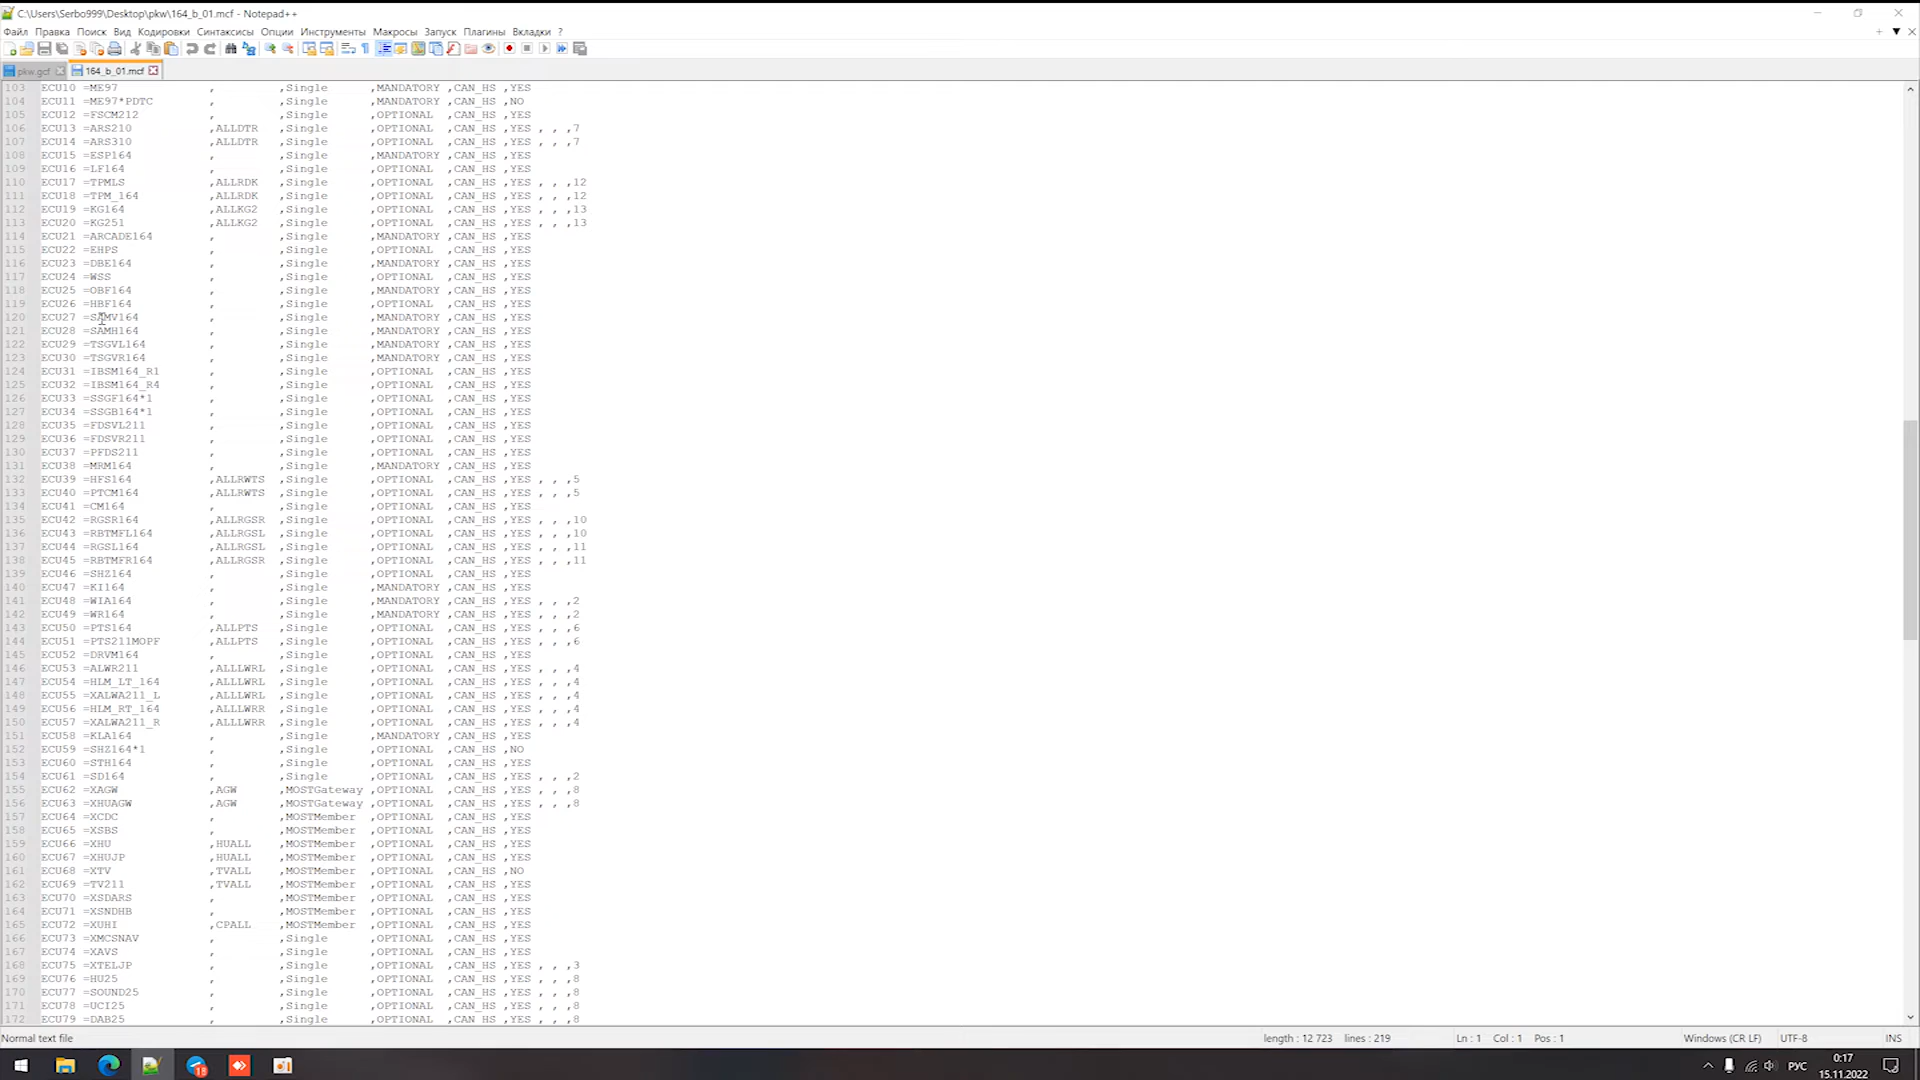 C:\Users\Serbo999\Desktop\pkw\164_b_01.mcf - Notepad++
Файл Правка Поиск Вид Кодировки Синтаксисы Опции Инструменты Макросы Запуск Плагины Вкладки ?
pkw.gcf 164_b_01.mcf
103 ECU10 =ME97 , ,Single ,MANDATORY ,CAN_HS ,YES
104 ECU11 =ME97*PDTC , ,Single ,MANDATORY ,CAN_HS ,NO
105 ECU12 =FSCM212 , ,Single ,OPTIONAL ,CAN_HS ,YES
106 ECU13 =ARS210 ,ALLDTR ,Single ,OPTIONAL ,CAN_HS ,YES , , ,7
107 ECU14 =ARS310 ,ALLDTR ,Single ,OPTIONAL ,CAN_HS ,YES , , ,7
108 ECU15 =ESP164 , ,Single ,MANDATORY ,CAN_HS ,YES
109 ECU16 =LF164 , ,Single ,OPTIONAL ,CAN_HS ,YES
110 ECU17 =TPMLS ,ALLRDK ,Single ,OPTIONAL ,CAN_HS ,YES , , ,12
111 ECU18 =TPM_164 ,ALLRDK ,Single ,OPTIONAL ,CAN_HS ,YES , , ,12
112 ECU19 =KG164 ,ALLKG2 ,Single ,OPTIONAL ,CAN_HS ,YES , , ,13
113 ECU20 =KG251 ,ALLKG2 ,Single ,OPTIONAL ,CAN_HS ,YES , , ,13
114 ECU21 =ARCADE164 , ,Single ,MANDATORY ,CAN_HS ,YES
115 ECU22 =EHPS , ,Single ,OPTIONAL ,CAN_HS ,YES
116 ECU23 =DBE164 , ,Single ,MANDATORY ,CAN_HS ,YES
117 ECU24 =WSS , ,Single ,OPTIONAL ,CAN_HS ,YES
118 ECU25 =OBF164 , ,Single ,MANDATORY ,CAN_HS ,YES
119 ECU26 =HBF164 , ,Single ,OPTIONAL ,CAN_HS ,YES
120 ECU27 =SAMV164 , ,Single ,MANDATORY ,CAN_HS ,YES
121 ECU28 =SAMH164 , ,Single ,MANDATORY ,CAN_HS ,YES
122 ECU29 =TSGVL164 , ,Single ,MANDATORY ,CAN_HS ,YES
123 ECU30 =TSGVR164 , ,Single ,MANDATORY ,CAN_HS ,YES
124 ECU31 =IBSM164_R1 , ,Single ,OPTIONAL ,CAN_HS ,YES
125 ECU32 =IBSM164_R4 , ,Single ,OPTIONAL ,CAN_HS ,YES
126 ECU33 =SSGF164*1 , ,Single ,OPTIONAL ,CAN_HS ,YES
127 ECU34 =SSGB164*1 , ,Single ,OPTIONAL ,CAN_HS ,YES
128 ECU35 =FDSVL211 , ,Single ,OPTIONAL ,CAN_HS ,YES
129 ECU36 =FDSVR211 , ,Single ,OPTIONAL ,CAN_HS ,YES
130 ECU37 =PFDS211 , ,Single ,OPTIONAL ,CAN_HS ,YES
131 ECU38 =MRM164 , ,Single ,MANDATORY ,CAN_HS ,YES
132 ECU39 =HFS164 ,ALLRWTS ,Single ,OPTIONAL ,CAN_HS ,YES , , ,5
133 ECU40 =PTCM164 ,ALLRWTS ,Single ,OPTIONAL ,CAN_HS ,YES , , ,5
134 ECU41 =CM164 , ,Single ,OPTIONAL ,CAN_HS ,YES
135 ECU42 =RGSR164 ,ALLRGSR ,Single ,OPTIONAL ,CAN_HS ,YES , , ,10
136 ECU43 =RBTMFL164 ,ALLRGSL ,Single ,OPTIONAL ,CAN_HS ,YES , , ,10
137 ECU44 =RGSL164 ,ALLRGSL ,Single ,OPTIONAL ,CAN_HS ,YES , , ,11
138 ECU45 =RBTMFR164 ,ALLRGSR ,Single ,OPTIONAL ,CAN_HS ,YES , , ,11
139 ECU46 =SHZ164 , ,Single ,OPTIONAL ,CAN_HS ,YES
140 ECU47 =KI164 , ,Single ,MANDATORY ,CAN_HS ,YES
141 ECU48 =WIA164 , ,Single ,MANDATORY ,CAN_HS ,YES , , ,2
142 ECU49 =WR164 , ,Single ,MANDATORY ,CAN_HS ,YES , , ,2
143 ECU50 =PTS164 ,ALLPTS ,Single ,OPTIONAL ,CAN_HS ,YES , , ,6
144 ECU51 =PTS211MOPF ,ALLPTS ,Single ,OPTIONAL ,CAN_HS ,YES , , ,6
145 ECU52 =DRVM164 , ,Single ,OPTIONAL ,CAN_HS ,YES
146 ECU53 =ALWR211 ,ALLLWRL ,Single ,OPTIONAL ,CAN_HS ,YES , , ,4
147 ECU54 =HLM_LT_164 ,ALLLWRL ,Single ,OPTIONAL ,CAN_HS ,YES , , ,4
148 ECU55 =XALWA211_L ,ALLLWRL ,Single ,OPTIONAL ,CAN_HS ,YES , , ,4
149 ECU56 =HLM_RT_164 ,ALLLWRR ,Single ,OPTIONAL ,CAN_HS ,YES , , ,4
150 ECU57 =XALWA211_R ,ALLLWRR ,Single ,OPTIONAL ,CAN_HS ,YES , , ,4
151 ECU58 =KLA164 , ,Single ,MANDATORY ,CAN_HS ,YES
152 ECU59 =SHZ164*1 , ,Single ,OPTIONAL ,CAN_HS ,NO
153 ECU60 =STH164 , ,Single ,OPTIONAL ,CAN_HS ,YES
154 ECU61 =SD164 , ,Single ,OPTIONAL ,CAN_HS ,YES , , ,2
155 ECU62 =XAGW ,AGW ,MOSTGateway ,OPTIONAL ,CAN_HS ,YES , , ,8
156 ECU63 =XHUAGW ,AGW ,MOSTGateway ,OPTIONAL ,CAN_HS ,YES , , ,8
157 ECU64 =XCDC , ,MOSTMember ,OPTIONAL ,CAN_HS ,YES
158 ECU65 =XSBS , ,MOSTMember ,OPTIONAL ,CAN_HS ,YES
159 ECU66 =XHU ,HUALL ,MOSTMember ,OPTIONAL ,CAN_HS ,YES
160 ECU67 =XHUJP ,HUALL ,MOSTMember ,OPTIONAL ,CAN_HS ,YES
161 ECU68 =XTV ,TVALL ,MOSTMember ,OPTIONAL ,CAN_HS ,NO
162 ECU69 =TV211 ,TVALL ,MOSTMember ,OPTIONAL ,CAN_HS ,YES
163 ECU70 =XSDARS , ,MOSTMember ,OPTIONAL ,CAN_HS ,YES
164 ECU71 =XSNDHB , ,MOSTMember ,OPTIONAL ,CAN_HS ,YES
165 ECU72 =XUHI ,CPALL ,MOSTMember ,OPTIONAL ,CAN_HS ,YES
166 ECU73 =XMCSNAV , ,Single ,OPTIONAL ,CAN_HS ,YES
167 ECU74 =XAVS , ,Single ,OPTIONAL ,CAN_HS ,YES
168 ECU75 =XTELJP , ,Single ,OPTIONAL ,CAN_HS ,YES , , ,3
169 ECU76 =HU25 , ,Single ,OPTIONAL ,CAN_HS ,YES , , ,8
170 ECU77 =SOUND25 , ,Single ,OPTIONAL ,CAN_HS ,YES , , ,8
171 ECU78 =UCI25 , ,Single ,OPTIONAL ,CAN_HS ,YES , , ,8
172 ECU79 =DAB25 , ,Single ,OPTIONAL ,CAN_HS ,YES , , ,8
Normal text file length : 12 723 lines : 219 Ln : 1 Col : 1 Pos : 1 Windows (CR LF) UTF-8 INS
РУС 0:17
15.11.2022